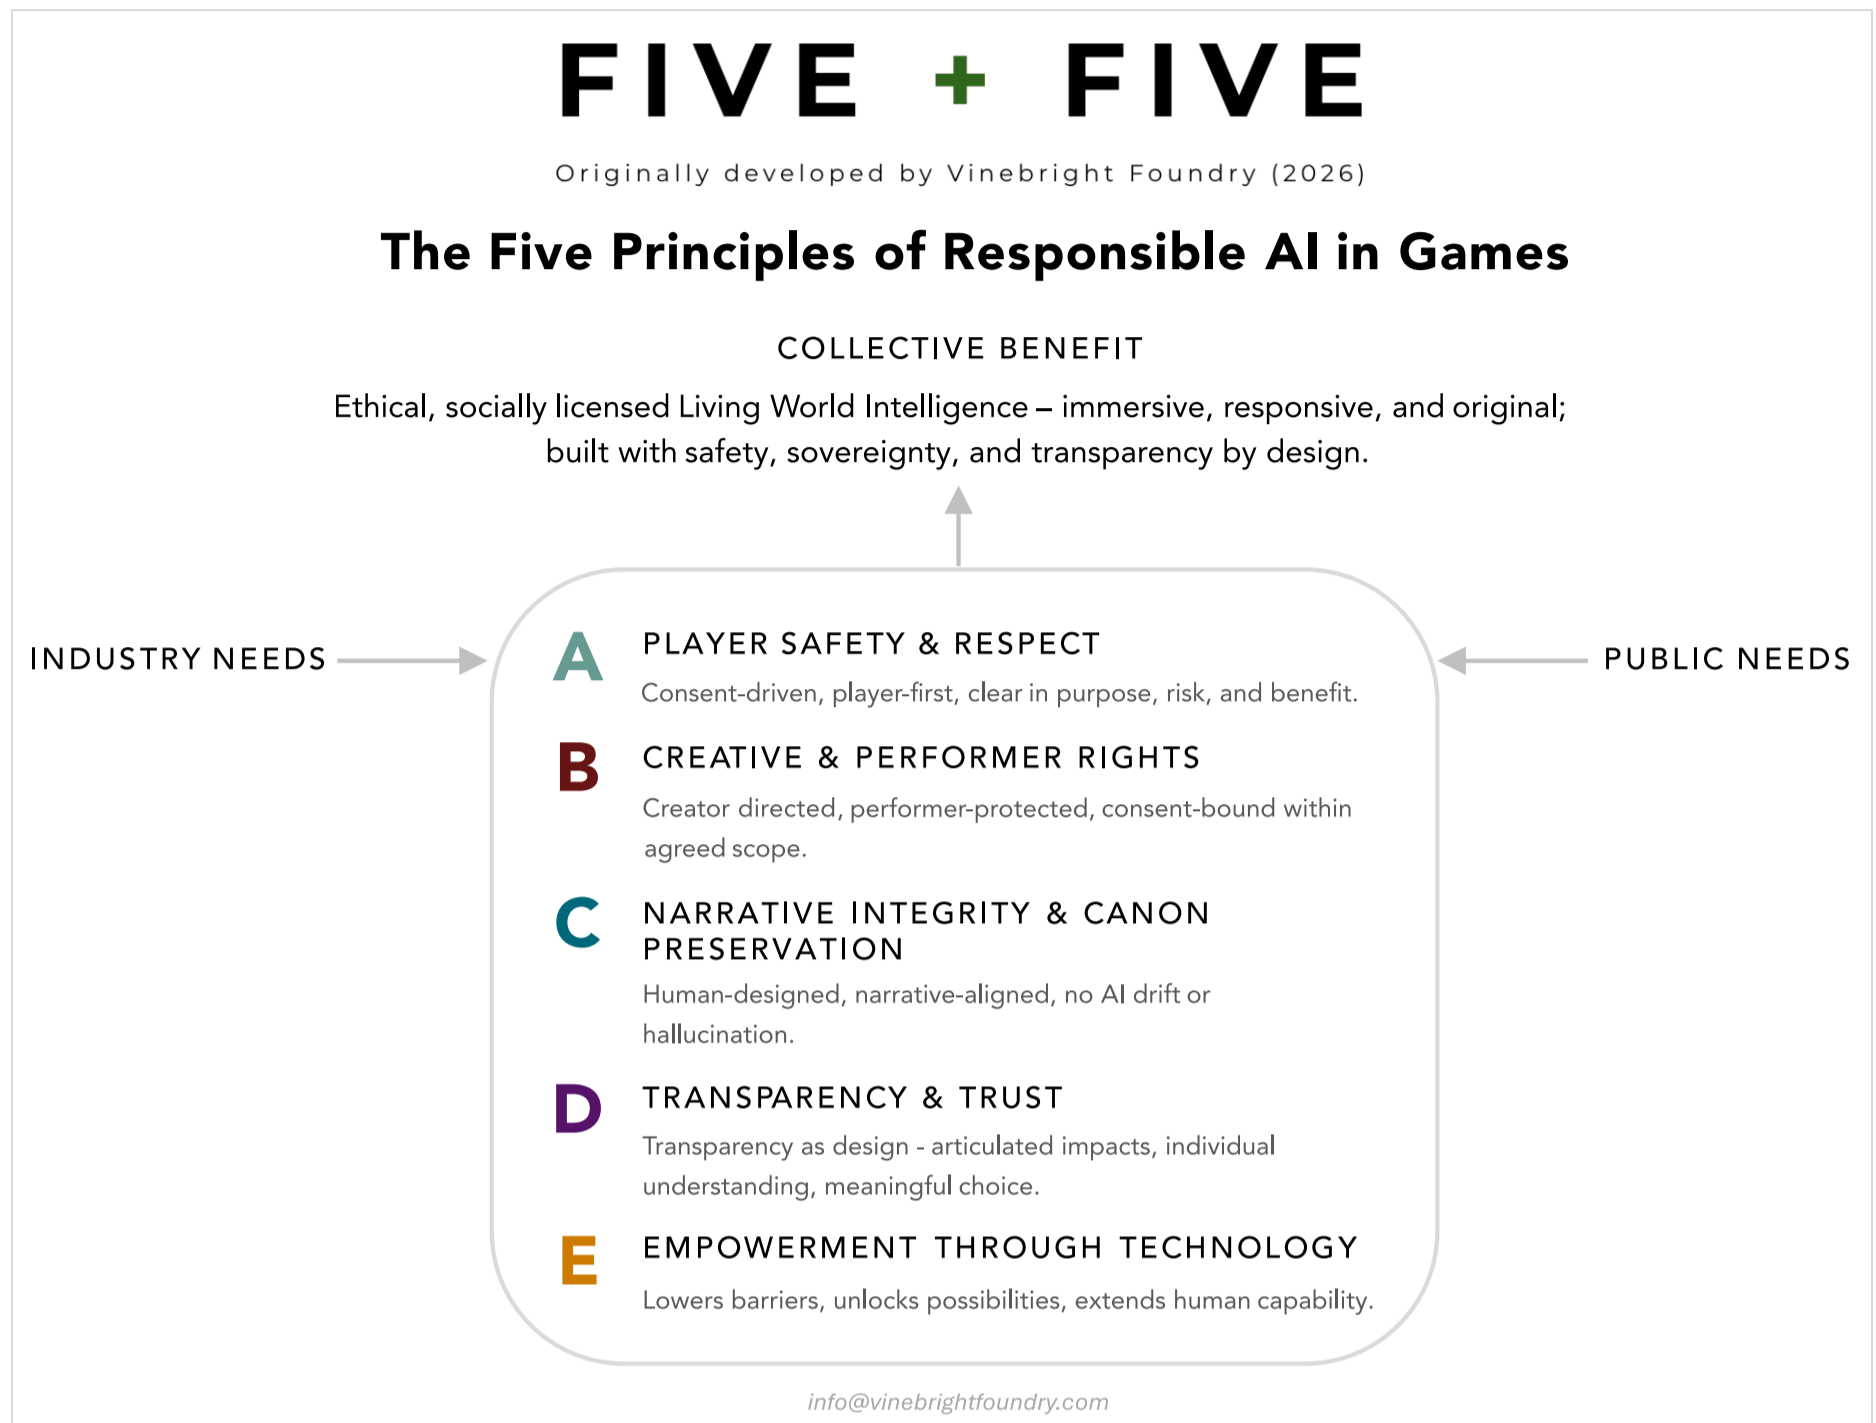 FIVE + FIVE
Originally developed by Vinebright Foundry (2026)
The Five Principles of Responsible AI in Games
COLLECTIVE BENEFIT
Ethical, socially licensed Living World Intelligence – immersive, responsive, and original;
built with safety, sovereignty, and transparency by design.
INDUSTRY NEEDS
PUBLIC NEEDS
A PLAYER SAFETY & RESPECT
Consent-driven, player-first, clear in purpose, risk, and benefit.
B CREATIVE & PERFORMER RIGHTS
Creator directed, performer-protected, consent-bound within
agreed scope.
C NARRATIVE INTEGRITY & CANON
PRESERVATION
Human-designed, narrative-aligned, no AI drift or
hallucination.
D TRANSPARENCY & TRUST
Transparency as design - articulated impacts, individual
understanding, meaningful choice.
E EMPOWERMENT THROUGH TECHNOLOGY
Lowers barriers, unlocks possibilities, extends human capability.
info@vinebrightfoundry.com